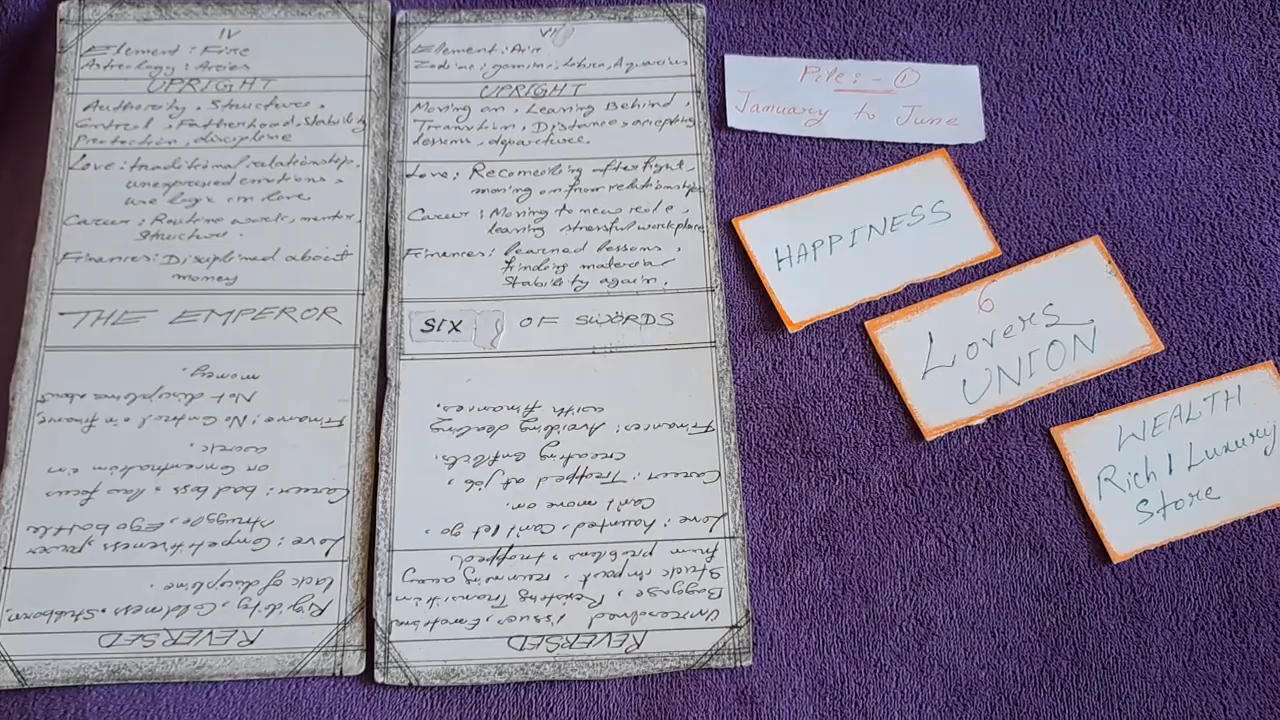 IV
Element : Fire
Astrology : Aries
UPRIGHT
Authority, Structure,
Control, Fatherhood, Stability
Protection, discipline
Love: traditional relationship,
unexpressed emotions,
use logic in love
Career: Routine work, mentor,
Structure.
Finances: Disciplined about
money
THE EMPEROR
REVERSED
Rigidity, Coldness, Stubborn,
lack of discipline.
Love: Competitiveness, power
struggle, Ego battle
Career: bad boss, low focus
on Concentration in
work
Finance: No Control in finance,
Not discipline about
money.
VI
Element: Air
Zodiac: gemini, Libra, Aquarius
UPRIGHT
Moving on, Leaving Behind,
Transition, Distance, accepting
lessons, departure.
Love: Reconciling after fight,
moving on from relationships
Career: Moving to new role,
leaving stressful workplace
Finances: learned lessons,
finding material
Stability again.
SIX OF SWORDS
REVERSED
Unresolved issues, Emotional
Baggage, Resisting Transition
Stuck in past, running away
from problems, trapped
Love: haunted, Can't let go,
Can't move on.
Career: Trapped at job,
creating Conflicts.
Finances: Avoiding dealing
with finances.
Pile:- 1
January to June
HAPPINESS
6
Lovers
UNION
WEALTH
Rich / Luxury
Store